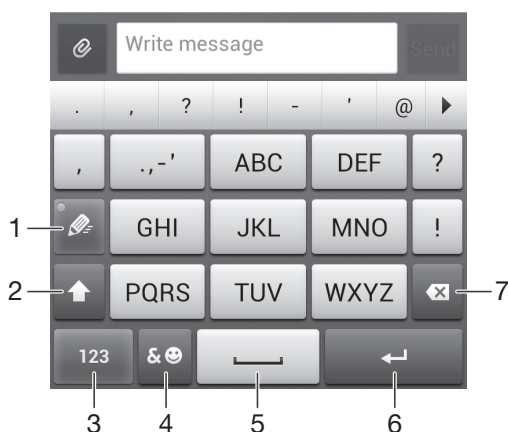 Write message Send
. , ? ! - ' @
, .,-' ABC DEF ?
1 GHI JKL MNO !
2 PQRS TUV WXYZ 7
123 &
3 4 5 6